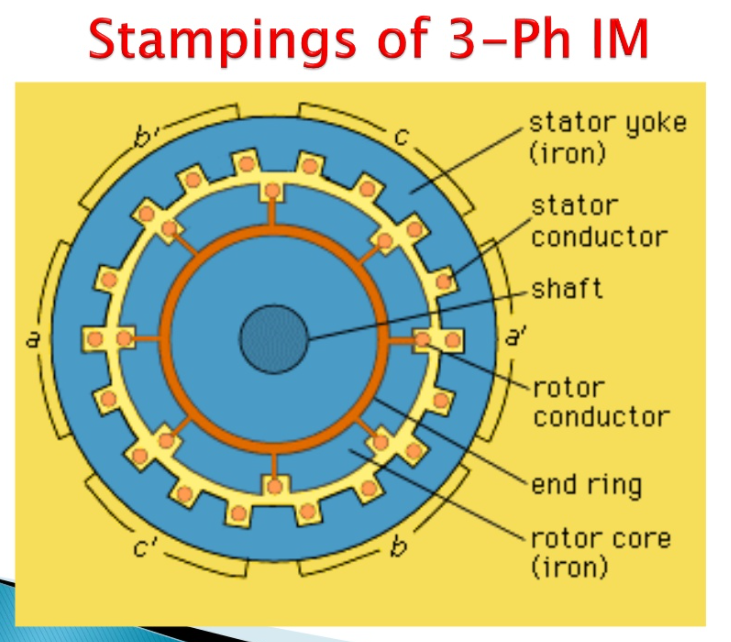 Stampings of 3-Ph IM
b'
c
stator yoke
(iron)
stator
conductor
shaft
a
a'
rotor
conductor
end ring
c'
b
rotor core
(iron)